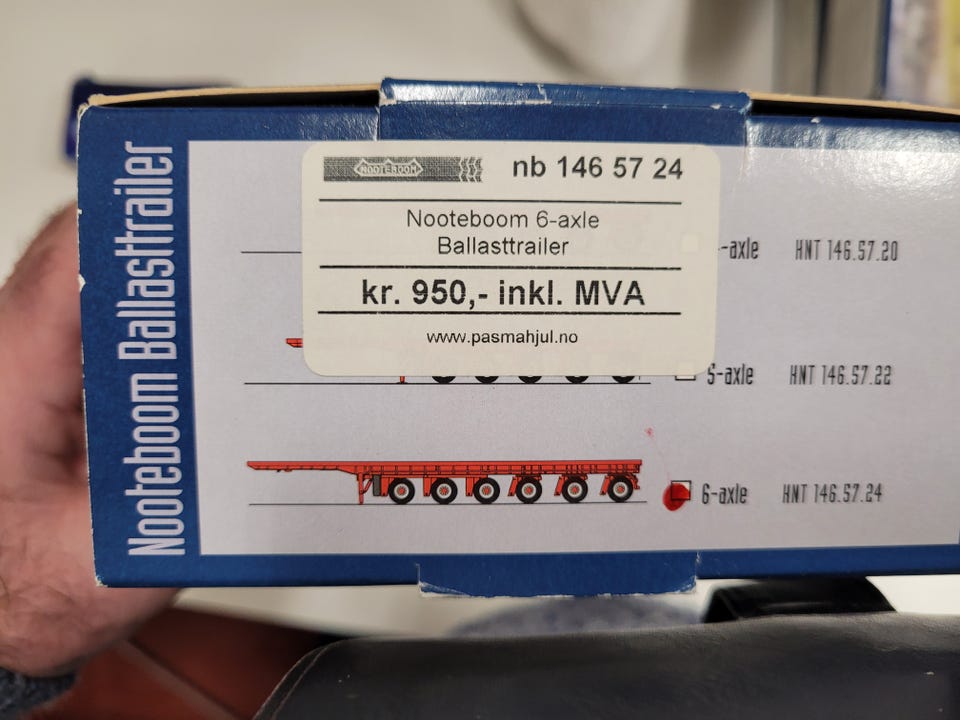 Nooteboom Ballasttrailer
NOOTEBOOM
nb 146 57 24
Nooteboom 6-axle
Ballasttrailer
kr. 950,- inkl. MVA
www.pasmahjul.no
-axle HNT 146.57.20
5-axle HNT 146.57.22
6-axle HNT 146.57.24